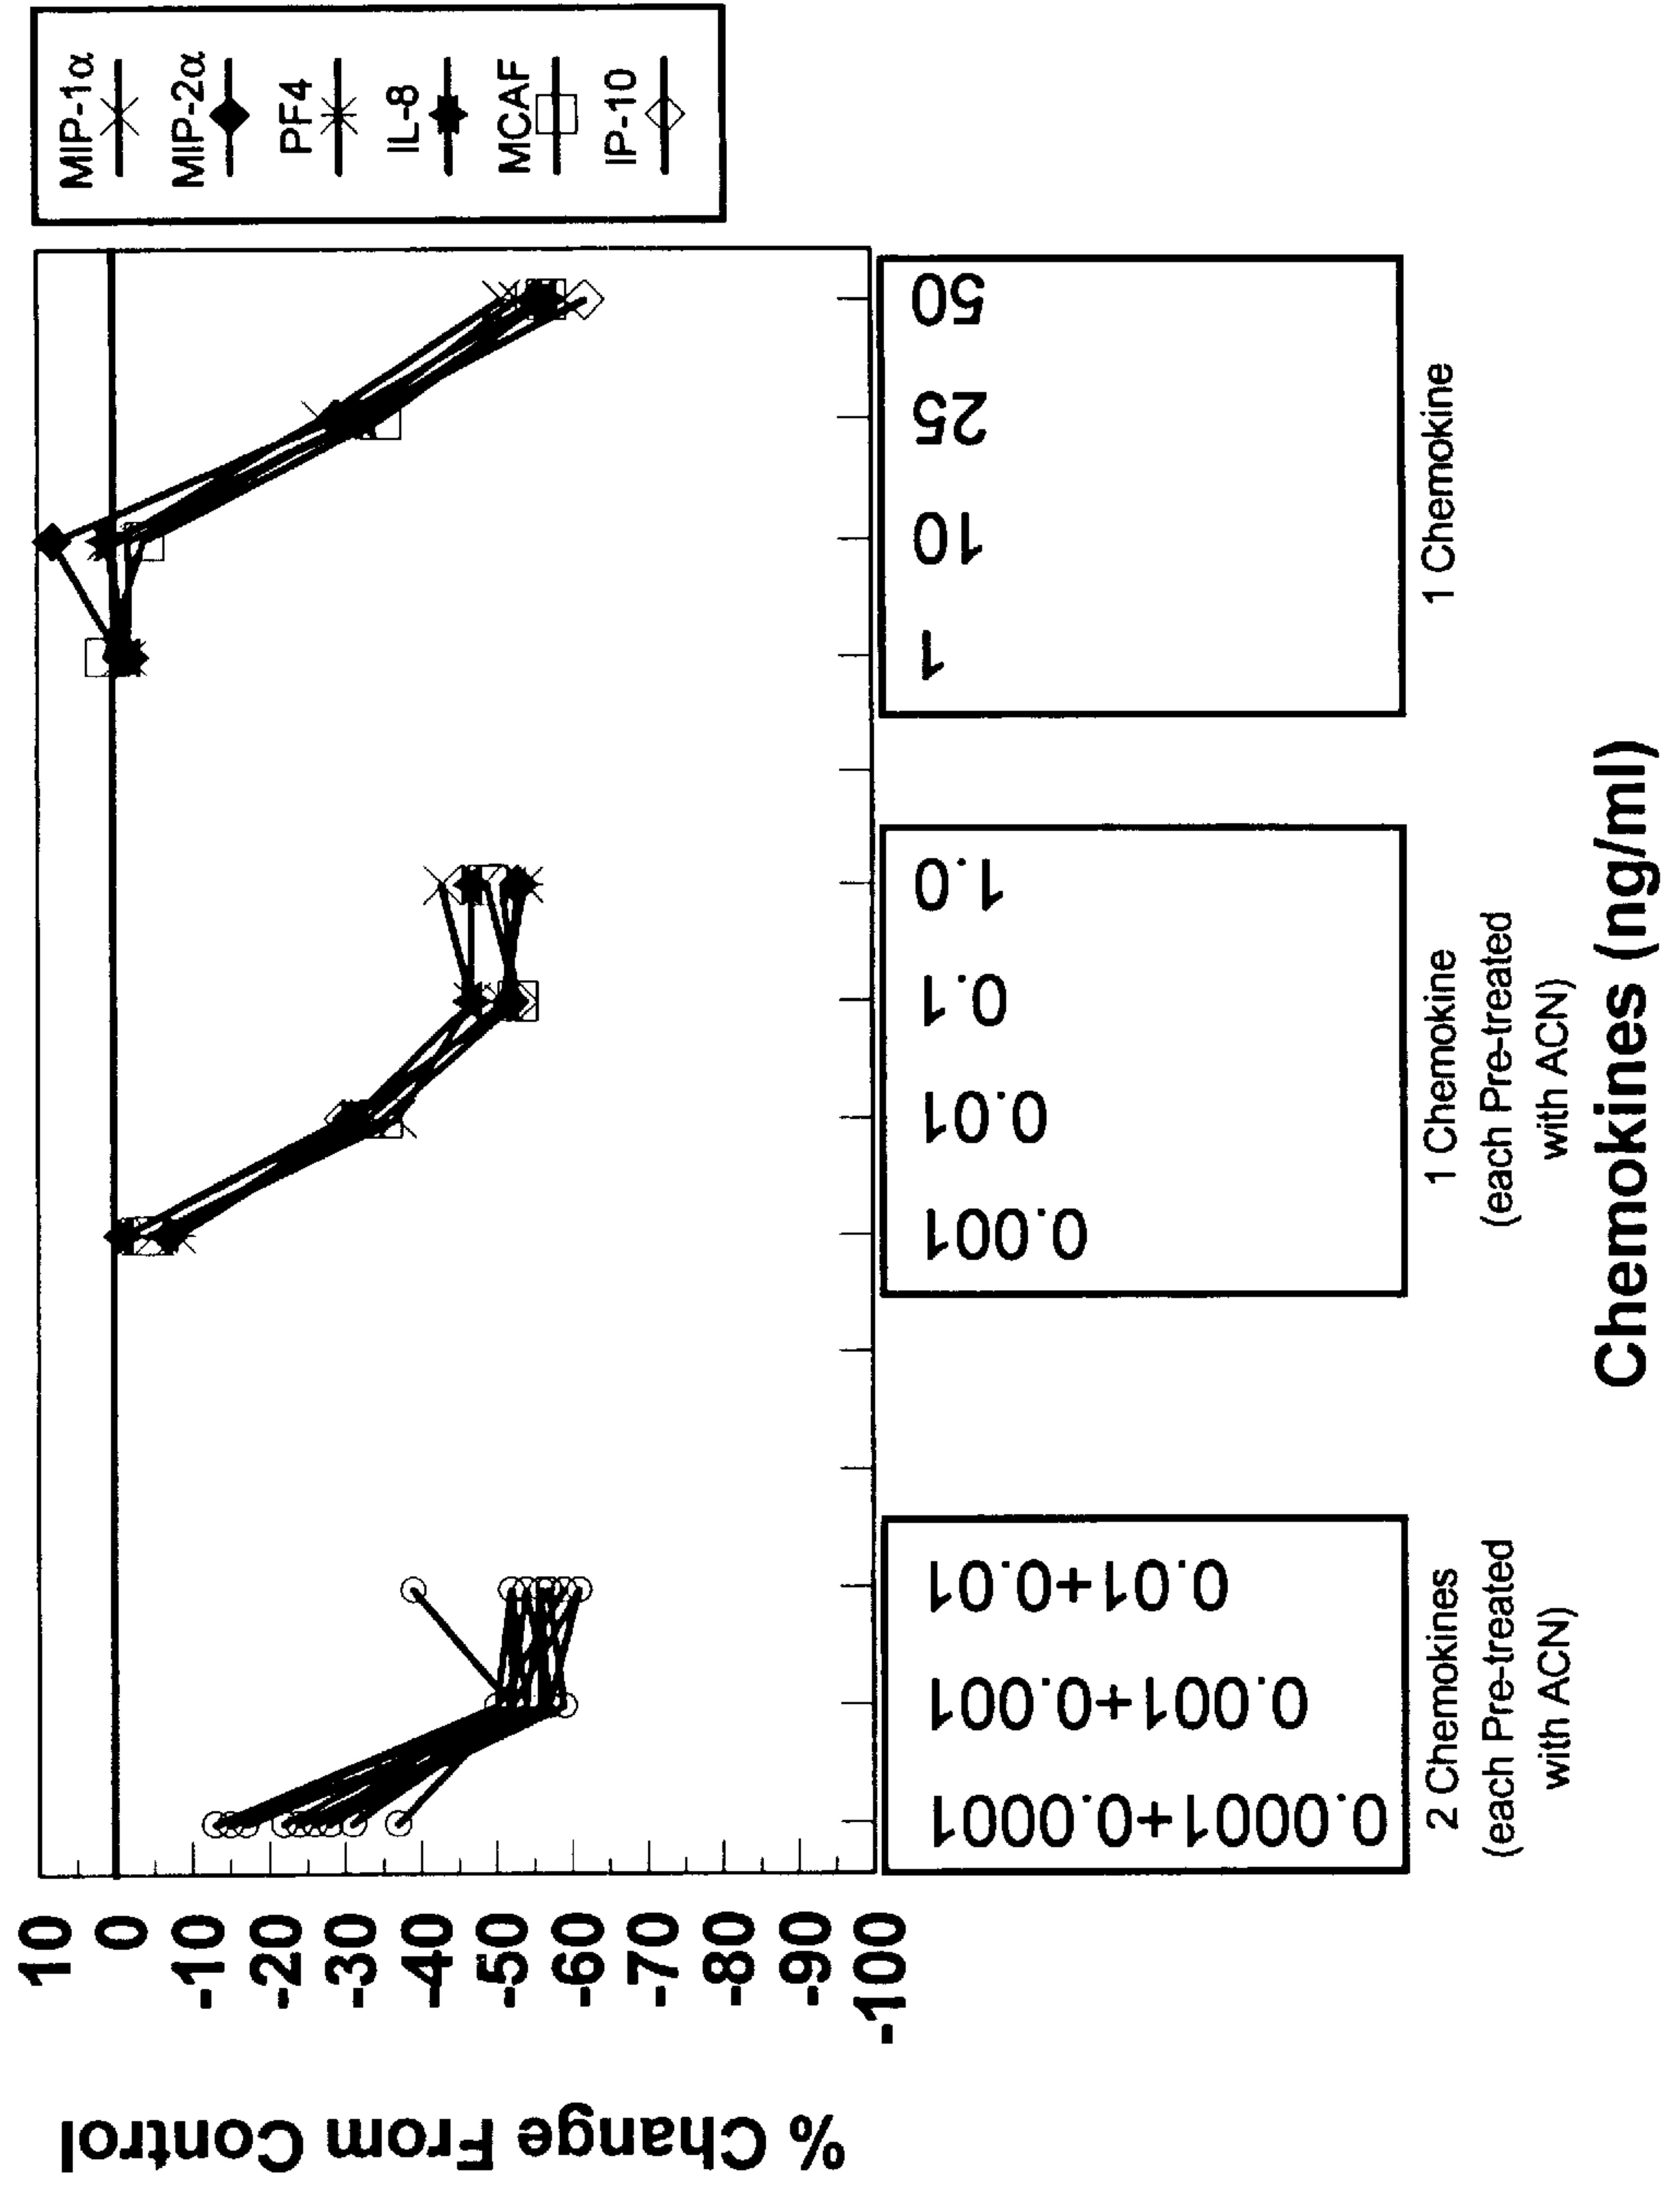 % Change From Control
10
0
-10
-20
-30
-40
-50
-60
-70
-80
-90
-100
MIP-1α
MIP-2α
PF4
IL-8
MCAF
IP-10
0.0001+0.0001
0.001+0.001
0.01+0.01
0.001
0.01
0.1
1.0
1
10
25
50
2 Chemokines
(each Pre-treated
with ACN)
1 Chemokine
(each Pre-treated
with ACN)
1 Chemokine
Chemokines (ng/ml)